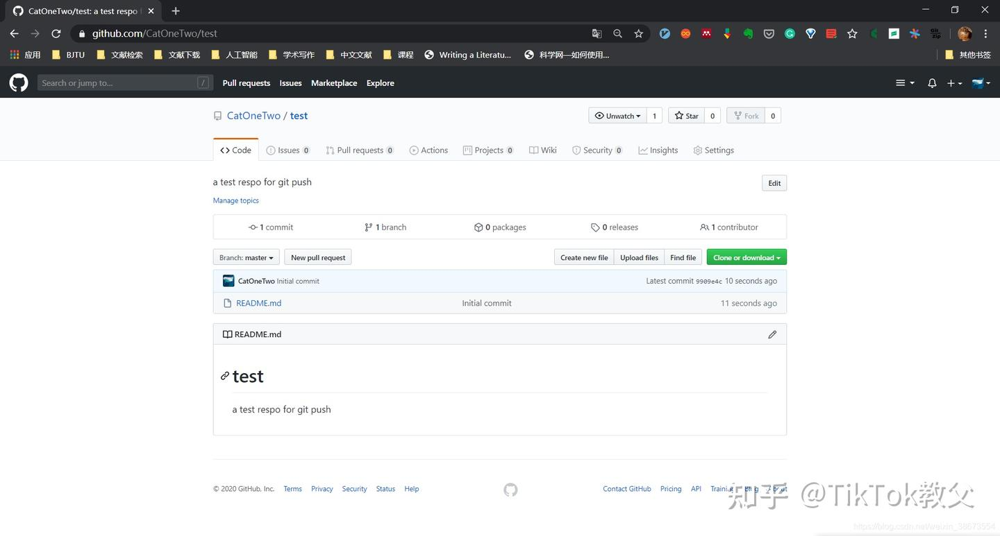 CatOneTwo/test: a test respo f
github.com/CatOneTwo/test
应用 BJTU 文献检索 文献下载 人工智能 学术写作 中文文献 课程 Writing a Literatu... 科学网—如何使用... 其他书签
Search or jump to... / Pull requests Issues Marketplace Explore
CatOneTwo / test Unwatch 1 Star 0 Fork 0
Code Issues 0 Pull requests 0 Actions Projects 0 Wiki Security 0 Insights Settings
a test respo for git push Edit
Manage topics
1 commit 1 branch 0 packages 0 releases 1 contributor
Branch: master New pull request Create new file Upload files Find file Clone or download
CatOneTwo Initial commit Latest commit 9909e4c 10 seconds ago
README.md Initial commit 11 seconds ago
README.md
test
a test respo for git push
© 2020 GitHub, Inc. Terms Privacy Security Status Help Contact GitHub Pricing API Training Blog About
知乎 @TikTok教父
https://blog.csdn.net/weixin_38673554